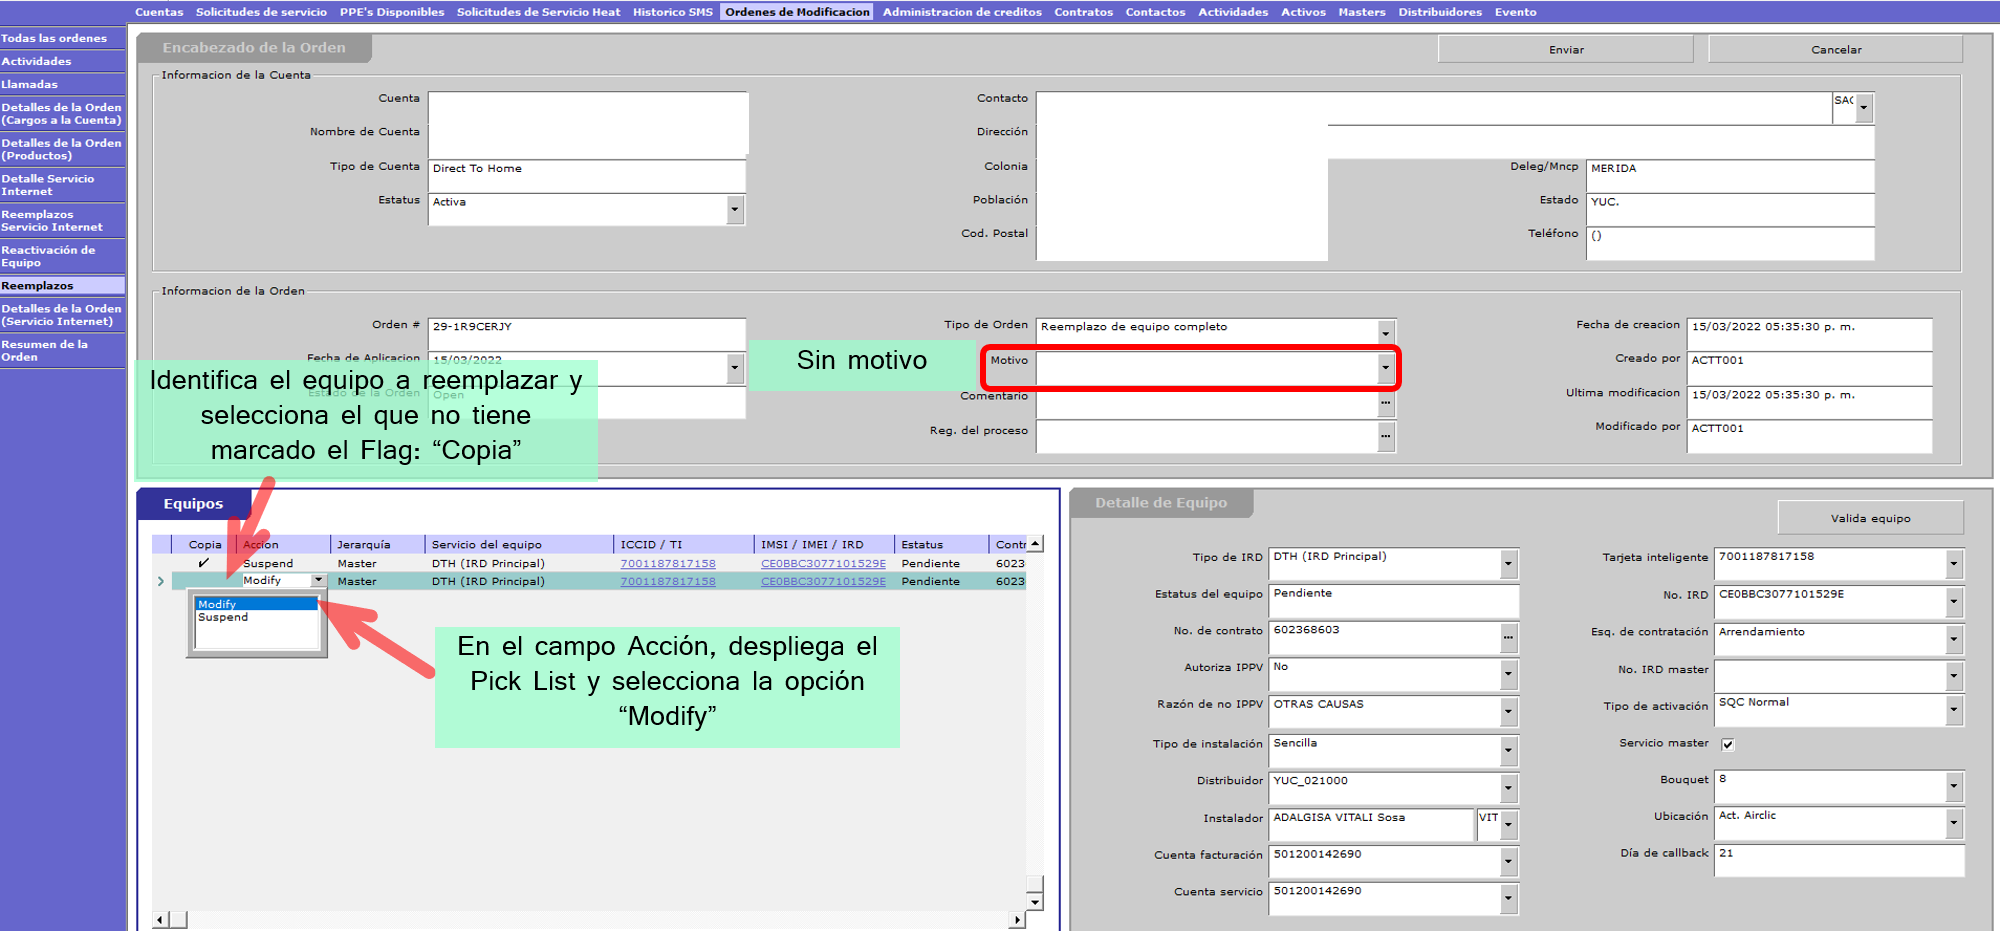 Cuentas Solicitudes de servicio PPE's Disponibles Solicitudes de Servicio Heat Historico SMS Ordenes de Modificacion Administracion de creditos Contratos Contactos Actividades Activos Masters Distribuidores Evento
Todas las ordenes
Actividades
Llamadas
Detalles de la Orden
(Cargos a la Cuenta)
Detalles de la Orden
(Productos)
Detalle Servicio
Internet
Reemplazos
Servicio Internet
Reactivación de
Equipo
Reemplazos
Detalles de la Orden
(Servicio Internet)
Resumen de la
Orden
Encabezado de la Orden
Enviar Cancelar
Informacion de la Cuenta
Cuenta
Nombre de Cuenta
Tipo de Cuenta Direct To Home
Estatus Activa
Contacto
Dirección
Colonia
Población
Cod. Postal
Deleg/Mncp MERIDA
Estado YUC.
Teléfono ()
Informacion de la Orden
Orden # 29-1R9CERJY
Fecha de Aplicacion 15/03/2022
Estado de la Orden Open
Tipo de Orden Reemplazo de equipo completo
Sin motivo
Motivo
Comentario ...
Reg. del proceso ...
Fecha de creacion 15/03/2022 05:35:30 p. m.
Creado por ACTT001
Ultima modificacion 15/03/2022 05:35:30 p. m.
Modificado por ACTT001
Identifica el equipo a reemplazar y
selecciona el que no tiene
marcado el Flag: “Copia”
Equipos
Copia Accion Jerarquía Servicio del equipo ICCID / TI IMSI / IMEI / IRD Estatus Contr
✓ Suspend Master DTH (IRD Principal) 7001187817158 CE0BBC3077101529E Pendiente 6023
Modify Master DTH (IRD Principal) 7001187817158 CE0BBC3077101529E Pendiente 6023
Modify
Suspend
En el campo Acción, despliega el
Pick List y selecciona la opción
“Modify”
Detalle de Equipo
Valida equipo
Tipo de IRD DTH (IRD Principal)
Estatus del equipo Pendiente
No. de contrato 602368603 ...
Autoriza IPPV No
Razón de no IPPV OTRAS CAUSAS
Tipo de instalación Sencilla
Distribuidor YUC_021000
Instalador ADALGISA VITALI Sosa VIT
Cuenta facturación 501200142690
Cuenta servicio 501200142690
Tarjeta inteligente 7001187817158
No. IRD CE0BBC3077101529E
Esq. de contratación Arrendamiento
No. IRD master
Tipo de activación SQC Normal
Servicio master
Bouquet 8
Ubicación Act. Airclic
Día de callback 21